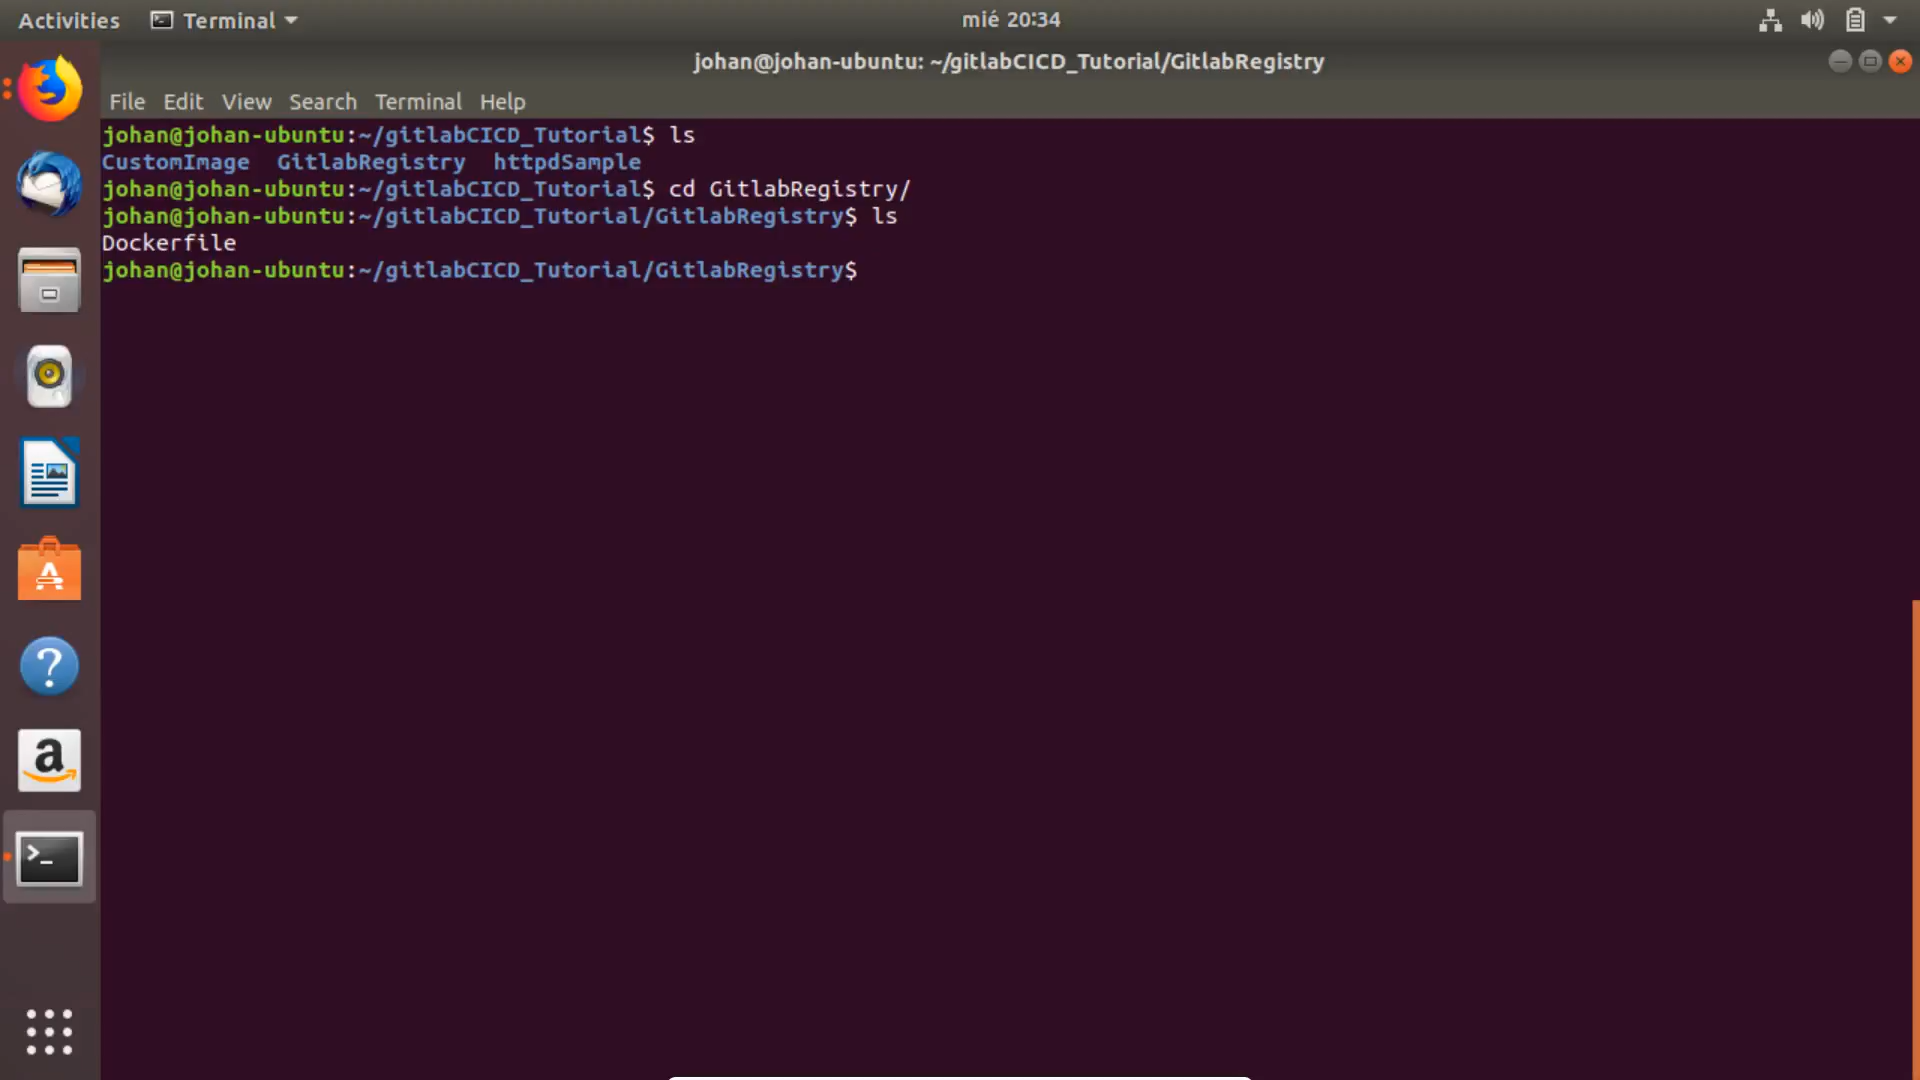 Activities Terminal mié 20:34
johan@johan-ubuntu: ~/gitlabCICD_Tutorial/GitlabRegistry
File Edit View Search Terminal Help
johan@johan-ubuntu:~/gitlabCICD_Tutorial$ ls
CustomImage GitlabRegistry httpdSample
johan@johan-ubuntu:~/gitlabCICD_Tutorial$ cd GitlabRegistry/
johan@johan-ubuntu:~/gitlabCICD_Tutorial/GitlabRegistry$ ls
Dockerfile
johan@johan-ubuntu:~/gitlabCICD_Tutorial/GitlabRegistry$